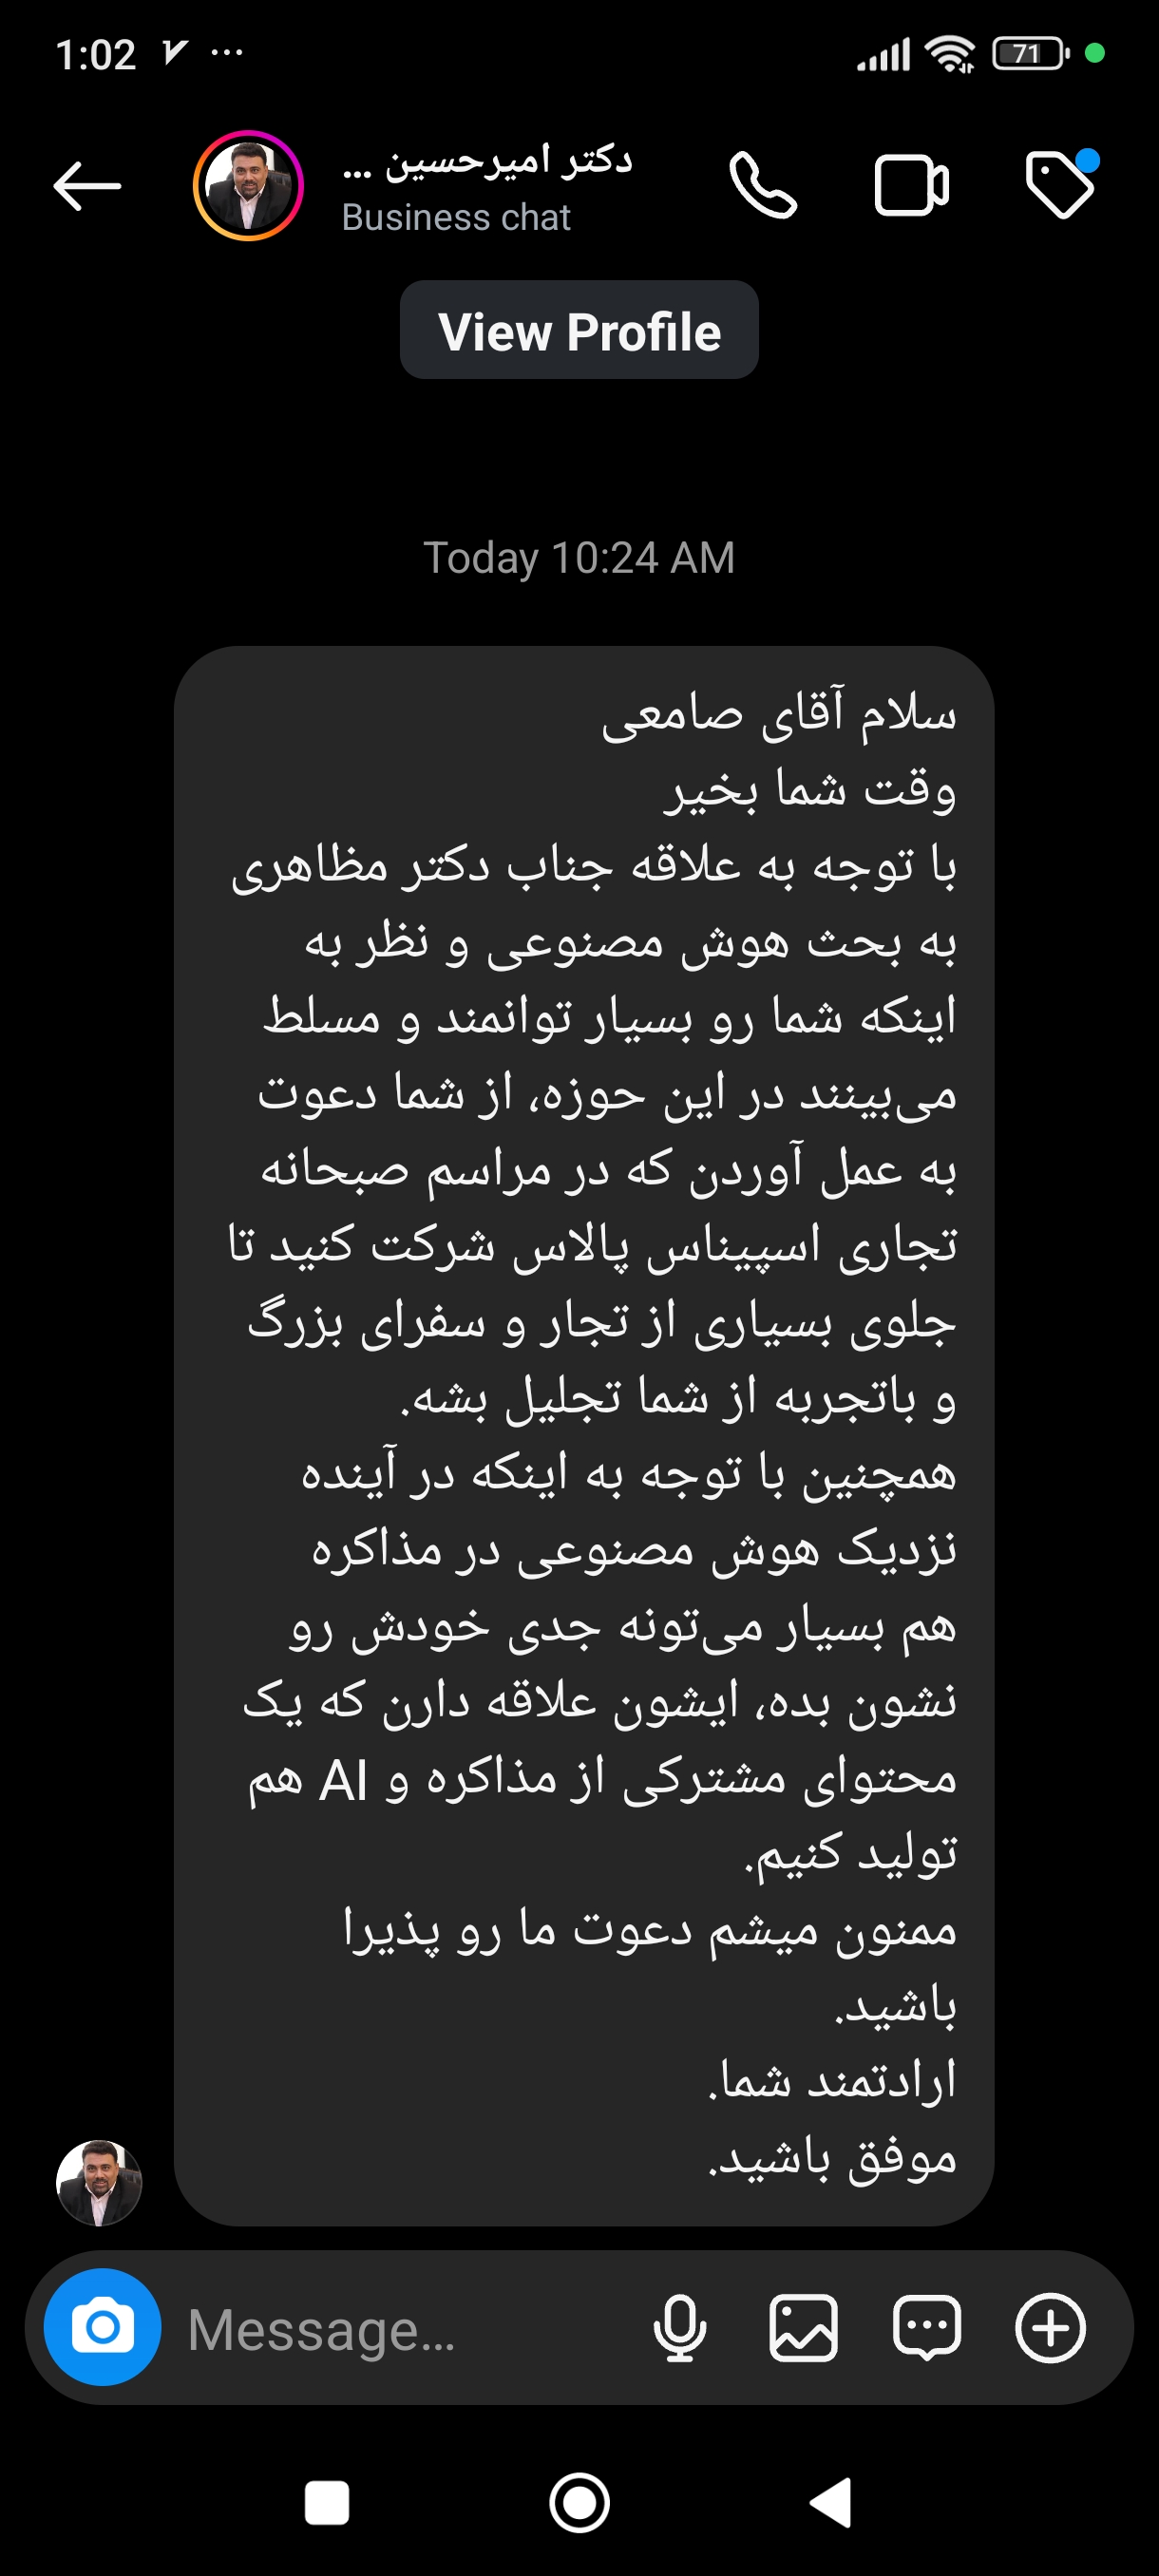 1:02 ...
71
دکتر امیرحسین ...
Business chat
View Profile
Today 10:24 AM
سلام آقای صامعی
وقت شما بخیر
با توجه به علاقه جناب دکتر مظاهری
به بحث هوش مصنوعی و نظر به
اینکه شما رو بسیار توانمند و مسلط
می‌بینند در این حوزه، از شما دعوت
به عمل آوردن که در مراسم صبحانه
تجاری اسپیناس پالاس شرکت کنید تا
جلوی بسیاری از تجار و سفرای بزرگ
و باتجربه از شما تجلیل بشه.
همچنین با توجه به اینکه در آینده
نزدیک هوش مصنوعی در مذاکره
هم بسیار می‌تونه جدی خودش رو
نشون بده، ایشون علاقه دارن که یک
محتوای مشترکی از مذاکره و AI هم
تولید کنیم.
ممنون میشم دعوت ما رو پذیرا
باشید.
ارادتمند شما.
موفق باشید.
Message...